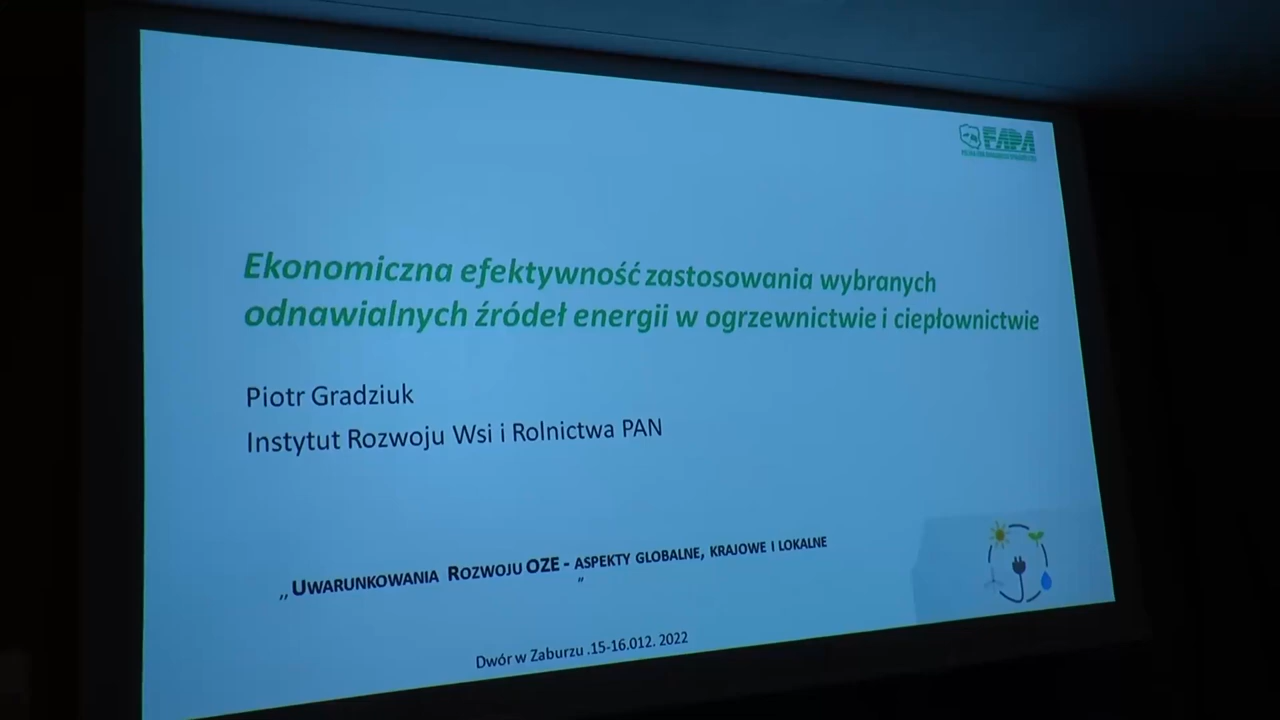 FAPA
Ekonomiczna efektywność zastosowania wybranych
odnawialnych źródeł energii w ogrzewnictwie i ciepłownictwie
Piotr Gradziuk
Instytut Rozwoju Wsi i Rolnictwa PAN
„Uwarunkowania Rozwoju OZE - aspekty globalne, krajowe i lokalne
”
Dwór w Zaburzu .15-16.012. 2022